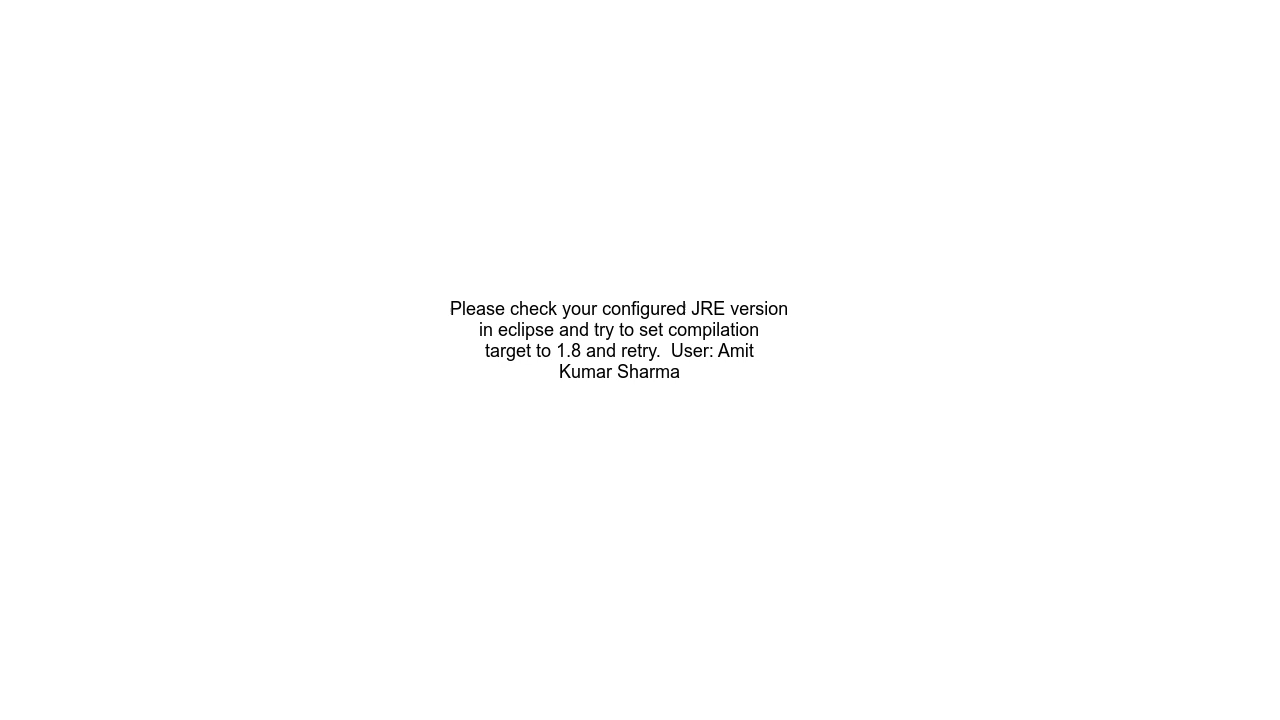 Please check your configured JRE version
in eclipse and try to set compilation
target to 1.8 and retry.  User: Amit
Kumar Sharma